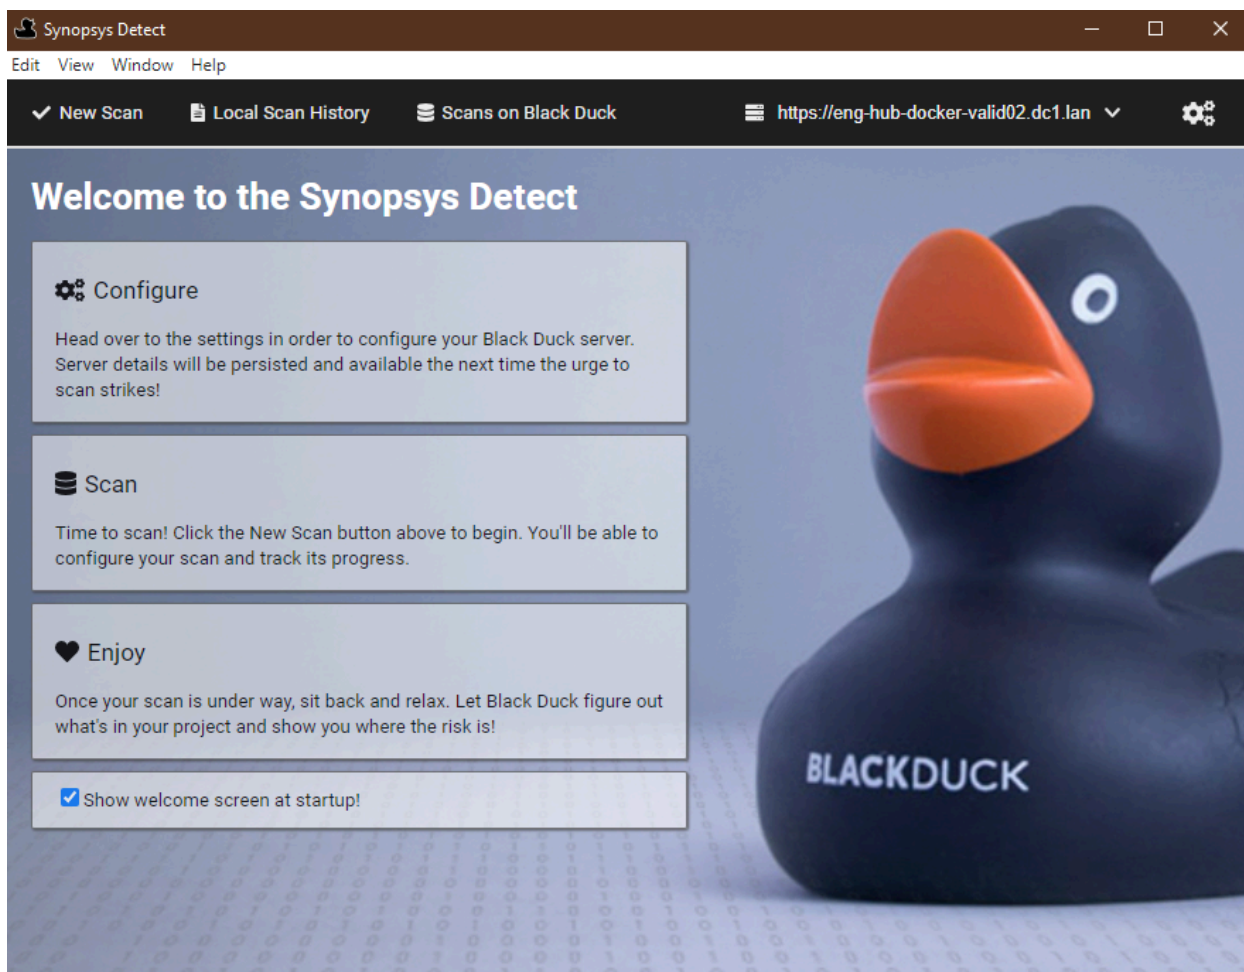 Synopsys Detect
Edit View Window Help
New Scan Local Scan History Scans on Black Duck https://eng-hub-docker-valid02.dc1.lan
Welcome to the Synopsys Detect
Configure
Head over to the settings in order to configure your Black Duck server.
Server details will be persisted and available the next time the urge to
scan strikes!
Scan
Time to scan! Click the New Scan button above to begin. You'll be able to
configure your scan and track its progress.
Enjoy
Once your scan is under way, sit back and relax. Let Black Duck figure out
what's in your project and show you where the risk is!
Show welcome screen at startup!
BLACKDUCK